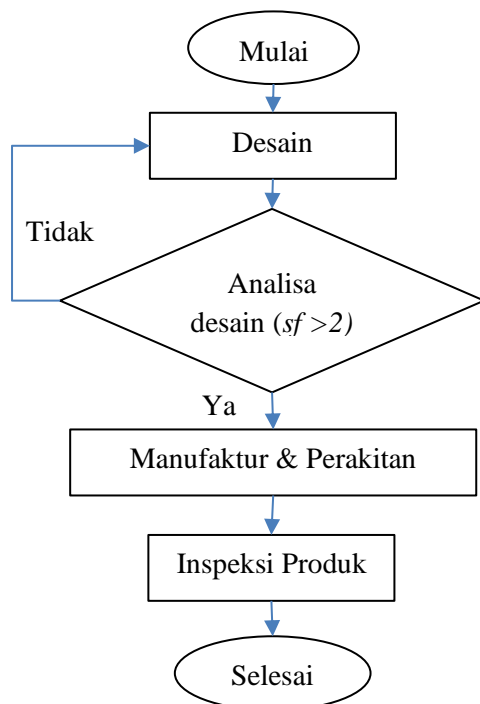 Mulai
Desain
Tidak
Analisa
desain (sf >2)
Ya
Manufaktur & Perakitan
Inspeksi Produk
Selesai